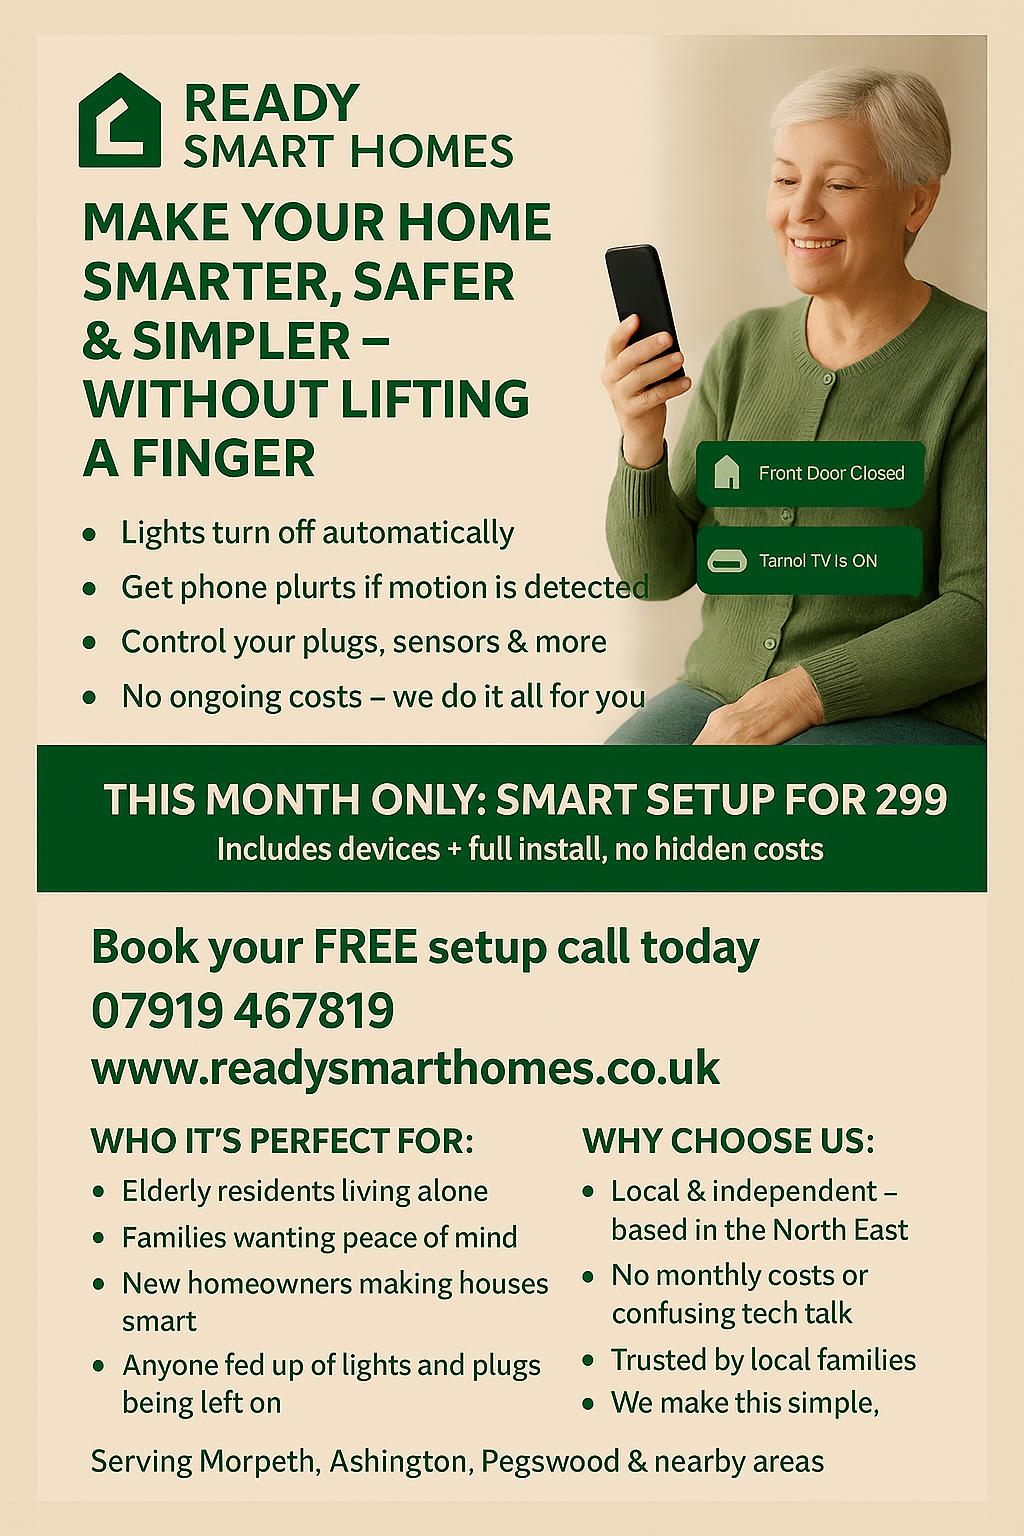 READY
SMART HOMES
MAKE YOUR HOME
SMARTER, SAFER
& SIMPLER –
WITHOUT LIFTING
A FINGER
• Lights turn off automatically
• Get phone plurts if motion is detected
• Control your plugs, sensors & more
• No ongoing costs – we do it all for you
Front Door Closed
Tarnol TV Is ON
THIS MONTH ONLY: SMART SETUP FOR 299
Includes devices + full install, no hidden costs
Book your FREE setup call today
07919 467819
www.readysmarthomes.co.uk
WHO IT'S PERFECT FOR:
• Elderly residents living alone
• Families wanting peace of mind
• New homeowners making houses
smart
• Anyone fed up of lights and plugs
being left on
WHY CHOOSE US:
• Local & independent –
based in the North East
• No monthly costs or
confusing tech talk
• Trusted by local families
• We make this simple,
Serving Morpeth, Ashington, Pegswood & nearby areas